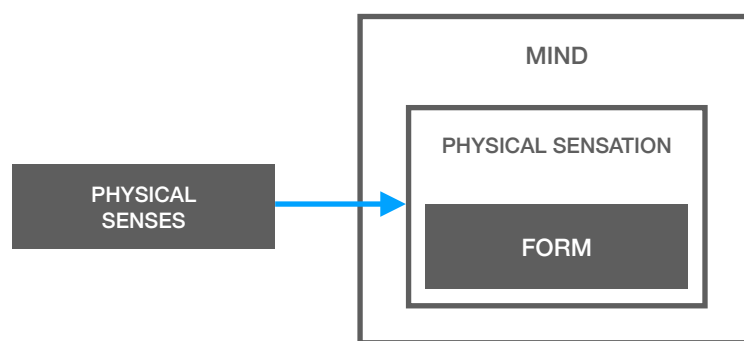 MIND
PHYSICAL SENSATION
PHYSICAL
SENSES
FORM